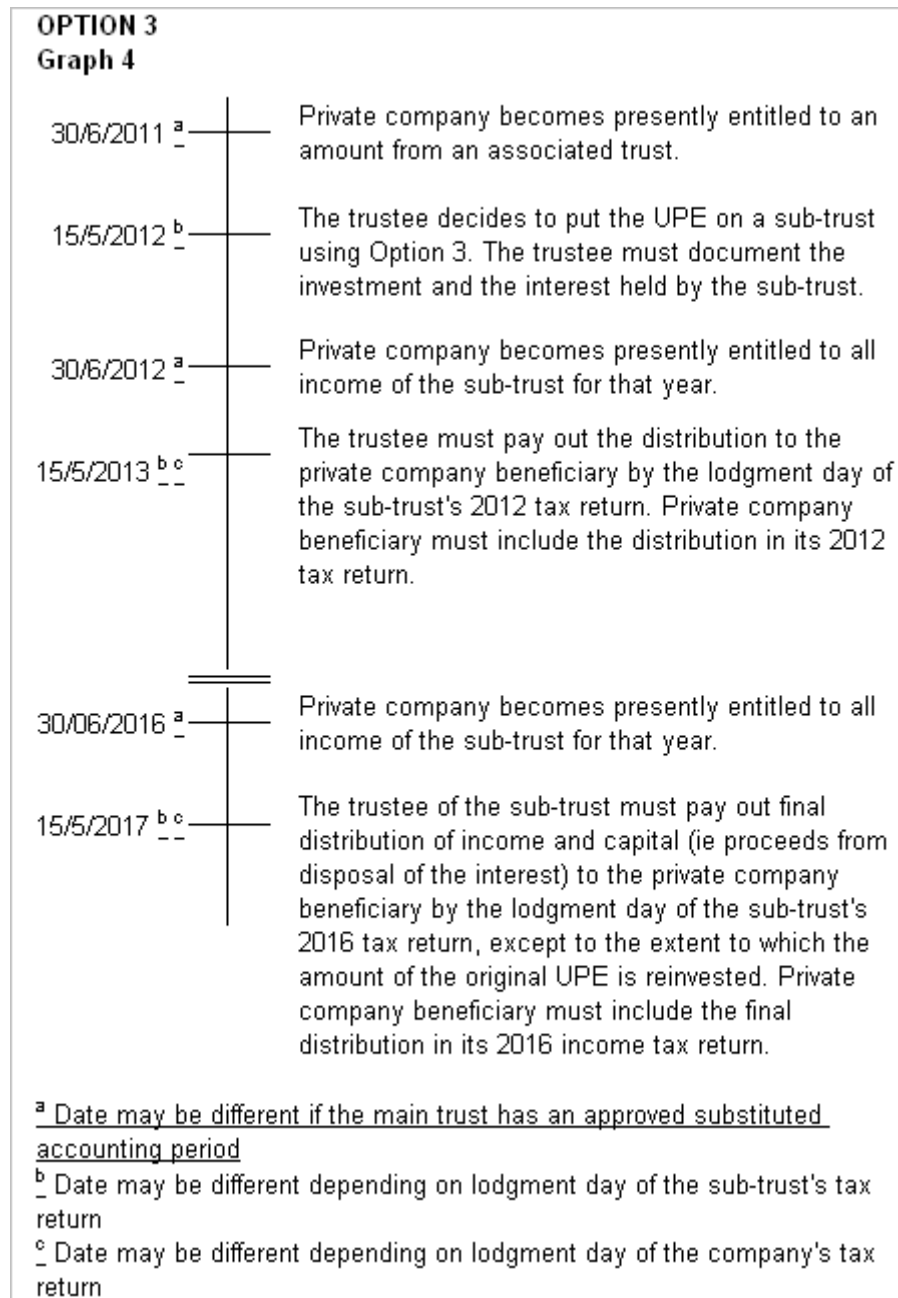 OPTION 3
Graph 4
30/6/2011 a
Private company becomes presently entitled to an
amount from an associated trust.
15/5/2012 b
The trustee decides to put the UPE on a sub-trust
using Option 3. The trustee must document the
investment and the interest held by the sub-trust.
30/6/2012 a
Private company becomes presently entitled to all
income of the sub-trust for that year.
15/5/2013 b c
The trustee must pay out the distribution to the
private company beneficiary by the lodgment day of
the sub-trust's 2012 tax return. Private company
beneficiary must include the distribution in its 2012
tax return.
30/06/2016 a
Private company becomes presently entitled to all
income of the sub-trust for that year.
15/5/2017 b c
The trustee of the sub-trust must pay out final
distribution of income and capital (ie proceeds from
disposal of the interest) to the private company
beneficiary by the lodgment day of the sub-trust's
2016 tax return, except to the extent to which the
amount of the original UPE is reinvested. Private
company beneficiary must include the final
distribution in its 2016 income tax return.
a Date may be different if the main trust has an approved substituted
accounting period
b Date may be different depending on lodgment day of the sub-trust's tax
return
c Date may be different depending on lodgment day of the company's tax
return